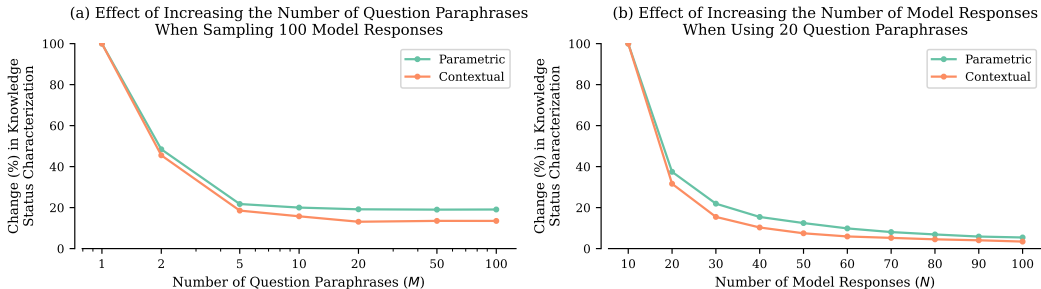 (a) Effect of Increasing the Number of Question Paraphrases
When Sampling 100 Model Responses
100
80
60
40
20
0
Change (%) in Knowledge
Status Characterization
Parametric
Contextual
1 2 5 10 20 50 100
Number of Question Paraphrases (M)
(b) Effect of Increasing the Number of Model Responses
When Using 20 Question Paraphrases
100
80
60
40
20
0
Change (%) in Knowledge
Status Characterization
Parametric
Contextual
10 20 30 40 50 60 70 80 90 100
Number of Model Responses (N)